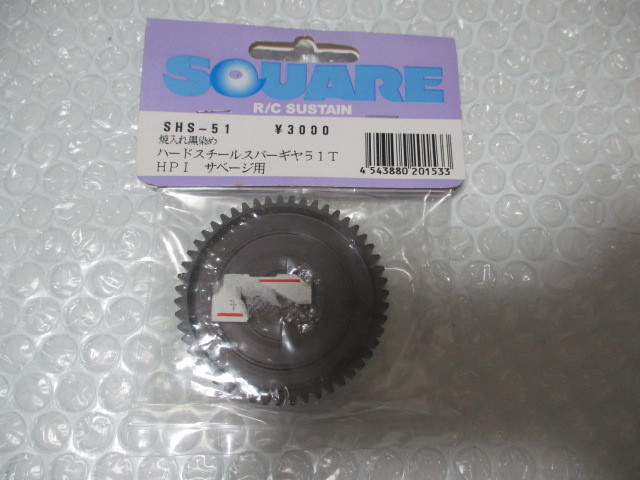 SQUARE
R/C SUSTAIN
SHS-51 ¥3000
焼入れ黒染め
ハードスチールスパーギヤ51T
HPI サベージ用
4 543880 201533